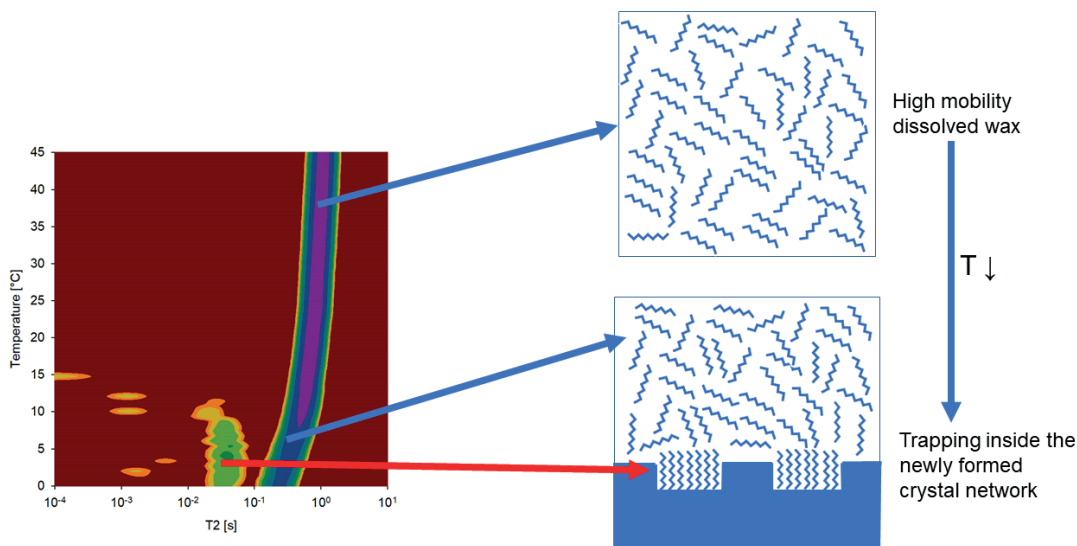 High mobility
dissolved wax
T ↓
Trapping inside the
newly formed
crystal network
Temperature [°C]
45
40
35
30
25
20
15
10
5
0
10⁻⁴
10⁻³
10⁻²
10⁻¹
10⁰
10¹
T2 [s]